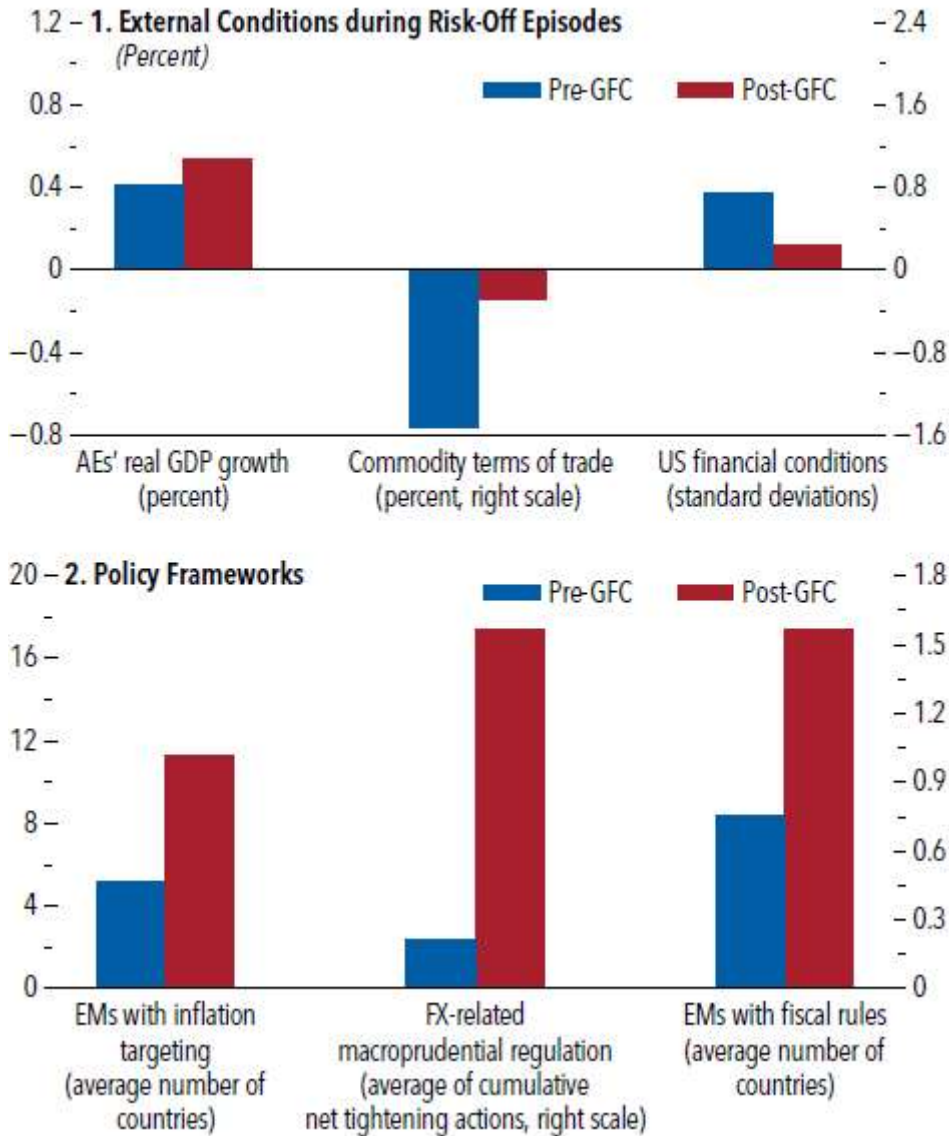 1. External Conditions during Risk-Off Episodes
(Percent)
Pre-GFC
Post-GFC
1.2
0.8
0.4
0
−0.4
−0.8
2.4
1.6
0.8
0
−0.8
−1.6
AEs' real GDP growth
(percent)
Commodity terms of trade
(percent, right scale)
US financial conditions
(standard deviations)
2. Policy Frameworks
Pre-GFC
Post-GFC
20
16
12
8
4
0
1.8
1.5
1.2
0.9
0.6
0.3
0
EMs with inflation
targeting
(average number of
countries)
FX-related
macroprudential regulation
(average of cumulative
net tightening actions, right scale)
EMs with fiscal rules
(average number of
countries)